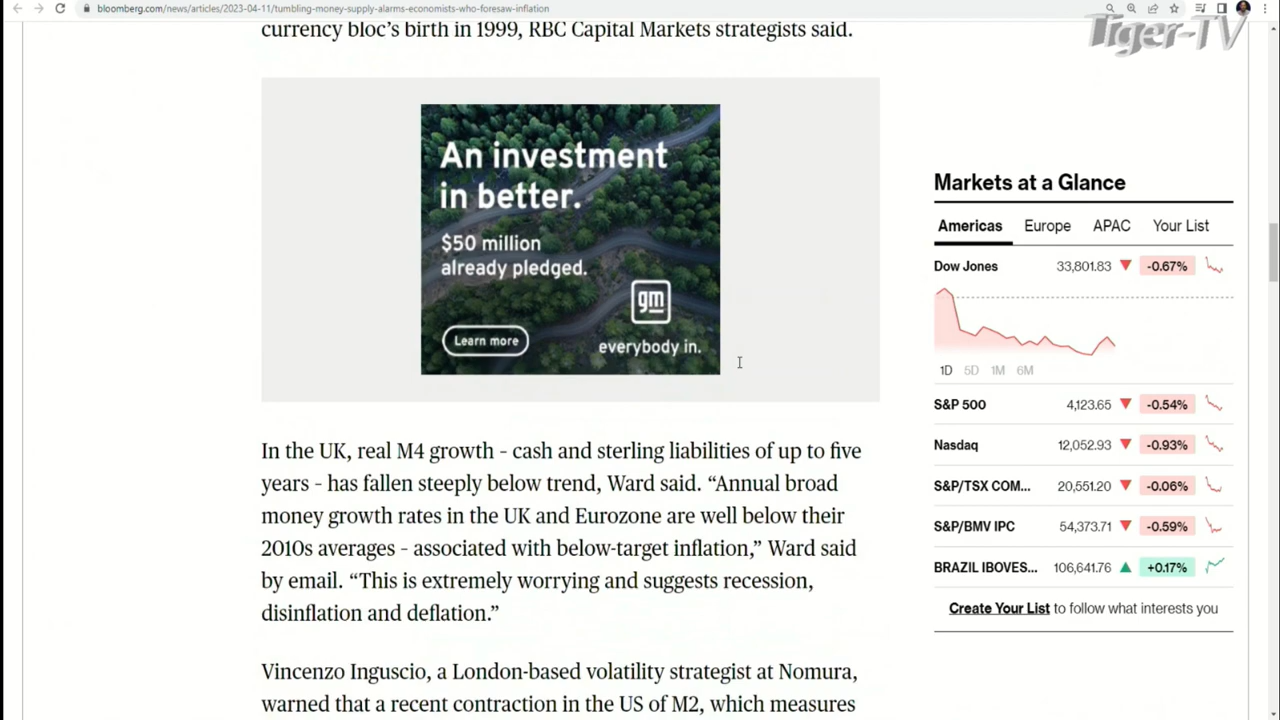 bloomberg.com/news/articles/2023-04-11/tumbling-money-supply-alarms-economists-who-foresaw-inflation
Tiger-TV
currency bloc’s birth in 1999, RBC Capital Markets strategists said.
An investment
in better.
$50 million
already pledged.
gm
Learn more
everybody in.
Markets at a Glance
Americas Europe APAC Your List
Dow Jones 33,801.83 ▼ -0.67%
1D 5D 1M 6M
S&P 500 4,123.65 ▼ -0.54%
Nasdaq 12,052.93 ▼ -0.93%
S&P/TSX COM... 20,551.20 ▼ -0.06%
S&P/BMV IPC 54,373.71 ▼ -0.59%
BRAZIL IBOVES... 106,641.76 ▲ +0.17%
Create Your List to follow what interests you
In the UK, real M4 growth – cash and sterling liabilities of up to five
years – has fallen steeply below trend, Ward said. “Annual broad
money growth rates in the UK and Eurozone are well below their
2010s averages – associated with below-target inflation,” Ward said
by email. “This is extremely worrying and suggests recession,
disinflation and deflation.”
Vincenzo Inguscio, a London-based volatility strategist at Nomura,
warned that a recent contraction in the US of M2, which measures